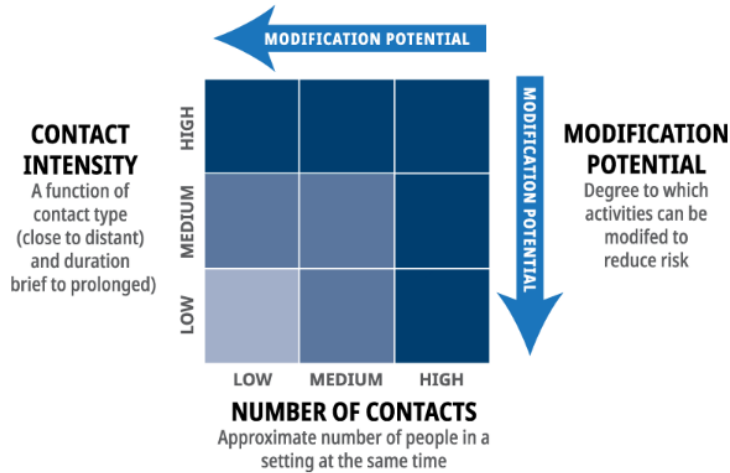 MODIFICATION POTENTIAL
CONTACT
INTENSITY
A function of
contact type
(close to distant)
and duration
brief to prolonged)
HIGH
MEDIUM
LOW
MODIFICATION POTENTIAL
MODIFICATION
POTENTIAL
Degree to which
activities can be
modifed to
reduce risk
LOW MEDIUM HIGH
NUMBER OF CONTACTS
Approximate number of people in a
setting at the same time